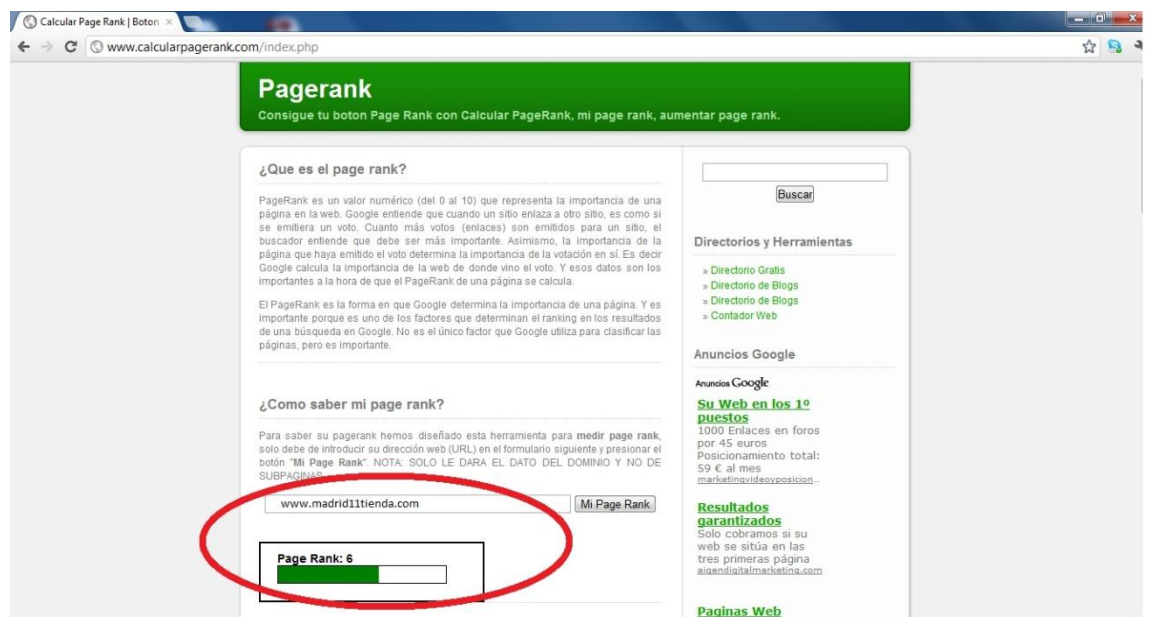 Calcular Page Rank | Boton
www.calcularpagerank.com/index.php
Pagerank
Consigue tu boton Page Rank con Calcular PageRank, mi page rank, aumentar page rank.
¿Que es el page rank?
PageRank es un valor numérico (del 0 al 10) que representa la importancia de una
página en la web. Google entiende que cuando un sitio enlaza a otro sitio, es como si
se emitiera un voto. Cuanto más votos (enlaces) son emitidos para un sitio, el
buscador entiende que debe ser más importante. Asimismo, la importancia de la
página que haya emitido el voto determina la importancia de la votación en sí. Es decir
Google calcula la importancia de la web de donde vino el voto. Y esos datos son los
importantes a la hora de que el PageRank de una página se calcula.
El PageRank es la forma en que Google determina la importancia de una página. Y es
importante porque es uno de los factores que determinan el ranking en los resultados
de una búsqueda en Google. No es el único factor que Google utiliza para clasificar las
páginas, pero es importante.
¿Como saber mi page rank?
Para saber su pagerank hemos diseñado esta herramienta para medir page rank,
solo debe de introducir su dirección web (URL) en el formulario siguiente y presionar el
botón "Mi Page Rank". NOTA: SOLO LE DARA EL DATO DEL DOMINIO Y NO DE
SUBPAGINAS
www.madrid11tienda.com
Mi Page Rank
Page Rank: 6
Buscar
Directorios y Herramientas
» Directorio Gratis
» Directorio de Blogs
» Directorio de Blogs
» Contador Web
Anuncios Google
Anuncios Google
Su Web en los 1º
puestos
1000 Enlaces en foros
por 45 euros
Posicionamiento total:
59 € al mes
marketingvideoyposicion...
Resultados
garantizados
Solo cobramos si su
web se sitúa en las
tres primeras página
aigendigitalmarketing.com
Paginas Web